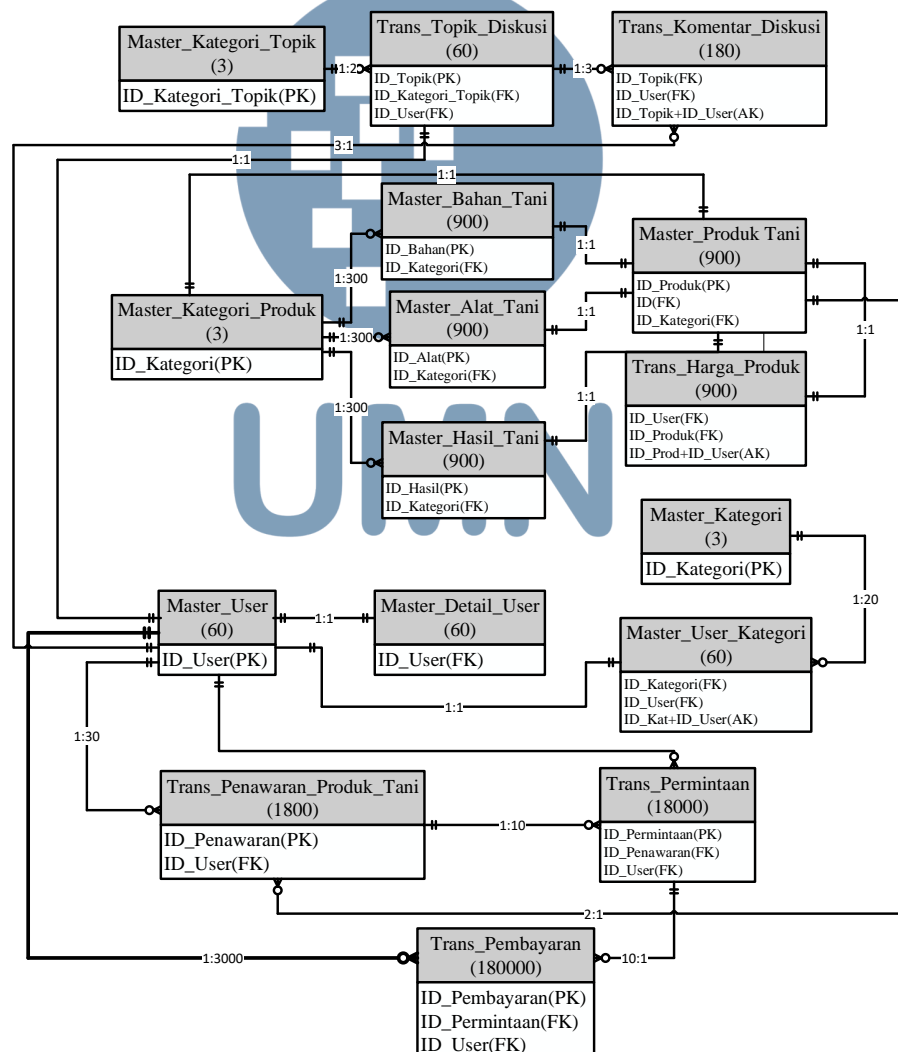 Master_Kategori_Topik
(3)
ID_Kategori_Topik(PK)
1:2
Trans_Topik_Diskusi
(60)
ID_Topik(PK)
ID_Kategori_Topik(FK)
ID_User(FK)
1:3
Trans_Komentar_Diskusi
(180)
ID_Topik(FK)
ID_User(FK)
ID_Topik+ID_User(AK)
3:1
1:1
1:1
Master_Bahan_Tani
(900)
ID_Bahan(PK)
ID_Kategori(FK)
1:1
Master_Produk Tani
(900)
ID_Produk(PK)
ID(FK)
ID_Kategori(FK)
1:300
Master_Kategori_Produk
(3)
ID_Kategori(PK)
1:300
Master_Alat_Tani
(900)
ID_Alat(PK)
ID_Kategori(FK)
1:1
1:1
Trans_Harga_Produk
(900)
ID_User(FK)
ID_Produk(FK)
ID_Prod+ID_User(AK)
1:300
1:1
Master_Hasil_Tani
(900)
ID_Hasil(PK)
ID_Kategori(FK)
UMN
Master_Kategori
(3)
ID_Kategori(PK)
1:20
Master_User
(60)
ID_User(PK)
1:1
Master_Detail_User
(60)
ID_User(FK)
Master_User_Kategori
(60)
ID_Kategori(FK)
ID_User(FK)
ID_Kat+ID_User(AK)
1:1
1:30
Trans_Penawaran_Produk_Tani
(1800)
ID_Penawaran(PK)
ID_User(FK)
1:10
Trans_Permintaan
(18000)
ID_Permintaan(PK)
ID_Penawaran(FK)
ID_User(FK)
2:1
1:3000
Trans_Pembayaran
(180000)
ID_Pembayaran(PK)
ID_Permintaan(FK)
ID_User(FK)
10:1